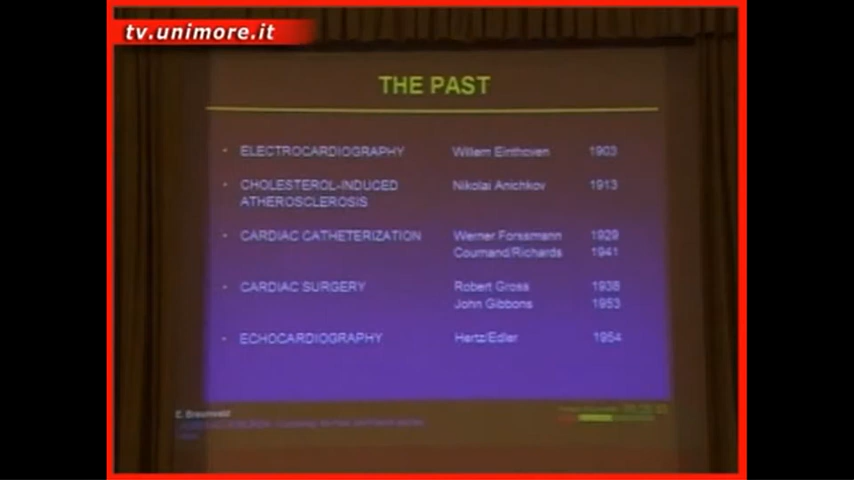 tv.unimore.it
THE PAST
• ELECTROCARDIOGRAPHY Willem Einthoven 1903
• CHOLESTEROL-INDUCED Nikolai Anichkov 1913
ATHEROSCLEROSIS
• CARDIAC CATHETERIZATION Werner Forssmann 1929
Cournand/Richards 1941
• CARDIAC SURGERY Robert Gross 1938
John Gibbons 1953
• ECHOCARDIOGRAPHY Hertz/Edler 1954
E. Braunwald